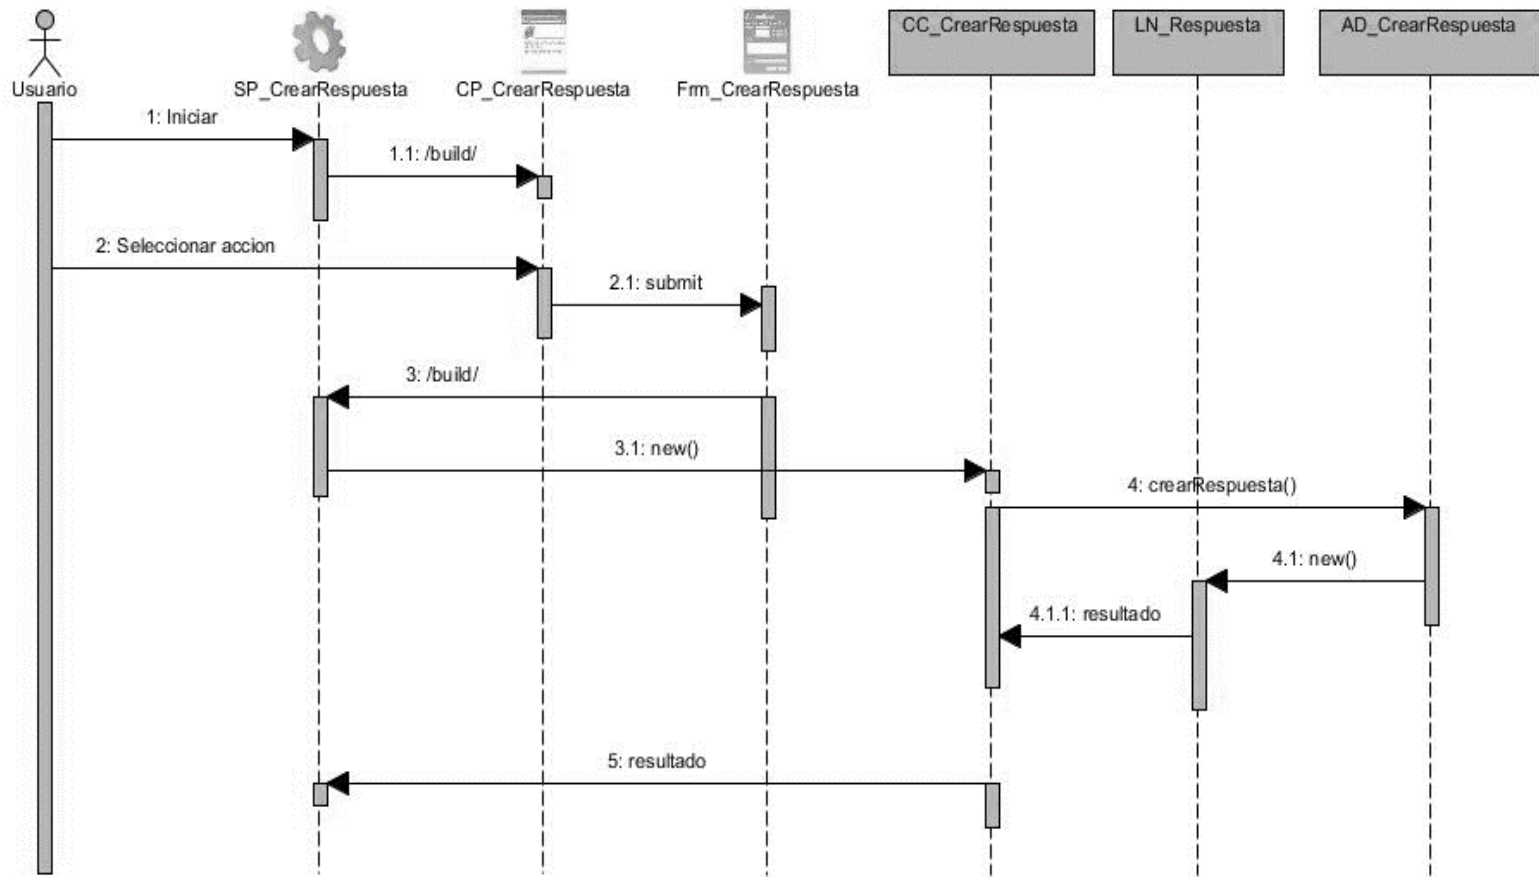 Usuario
SP_CrearRespuesta
CP_CrearRespuesta
Frm_CrearRespuesta
CC_CrearRespuesta
LN_Respuesta
AD_CrearRespuesta
1: Iniciar
1.1: /build/
2: Seleccionar accion
2.1: submit
3: /build/
3.1: new()
4: crearRespuesta()
4.1: new()
4.1.1: resultado
5: resultado